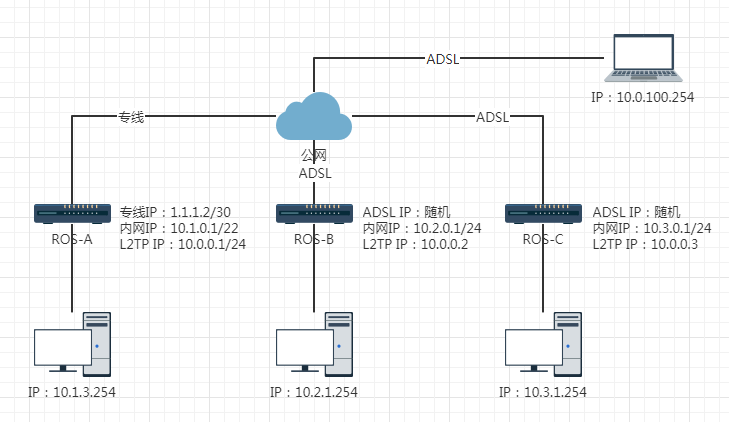 ADSL
IP：10.0.100.254
专线
ADSL
公网
ADSL
ROS-A
专线IP：1.1.1.2/30
内网IP：10.1.0.1/22
L2TP IP：10.0.0.1/24
ROS-B
ADSL IP：随机
内网IP：10.2.0.1/24
L2TP IP：10.0.0.2
ROS-C
ADSL IP：随机
内网IP：10.3.0.1/24
L2TP IP：10.0.0.3
IP：10.1.3.254
IP：10.2.1.254
IP：10.3.1.254